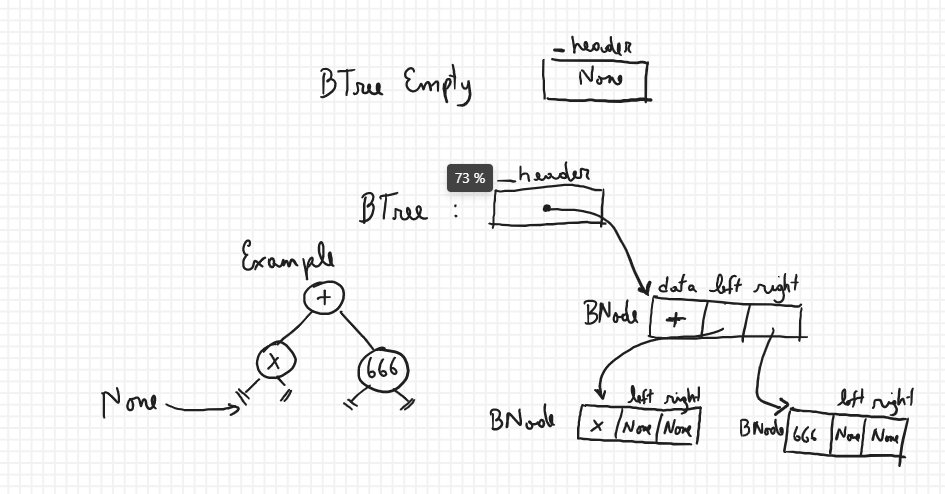 _header
BTree Empty
None
73 %
_header
BTree :
Example
+
data left right
BNode
+
x
666
None
left right
BNode
x None None
left right
BNode
666 None None